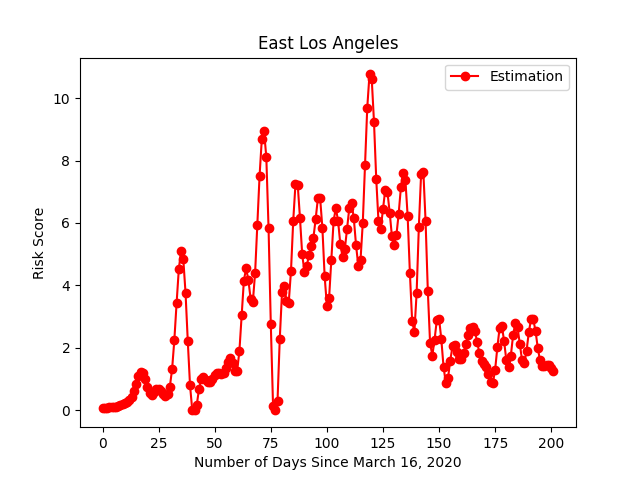 East Los Angeles
Estimation
Risk Score
10
8
6
4
2
0
0 25 50 75 100 125 150 175 200
Number of Days Since March 16, 2020